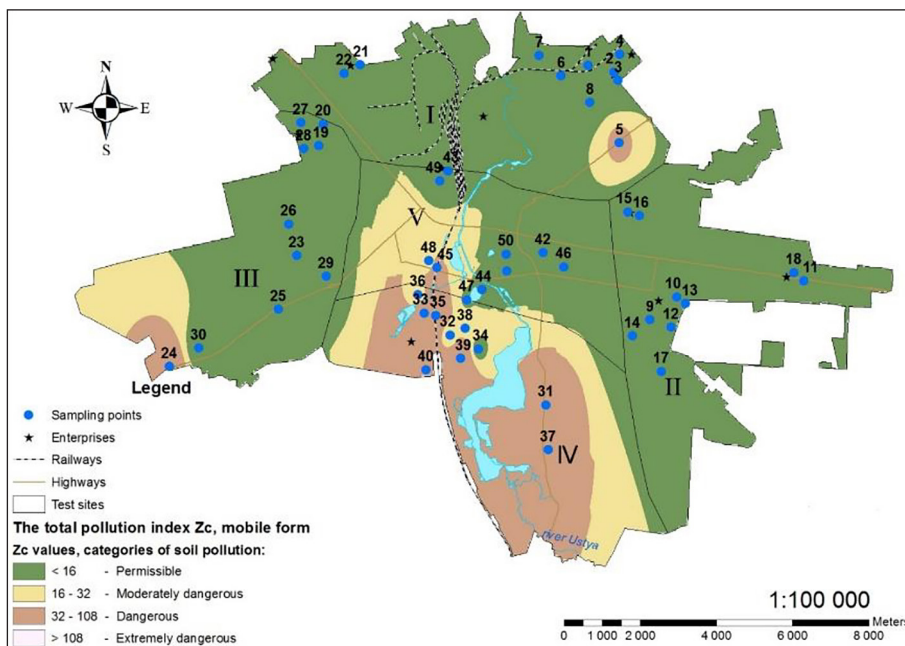 N
W E
S
7
4
1
2
3
6
8
5
21
22
I
27
20
28
19
43
49
15
16
26
V
50
42
46
48
45
23
III
29
18
11
44
47
10
13
36
33
35
25
9
12
14
38
32
34
30
39
24
40
17
II
31
37
IV
river Ustya
Legend
Sampling points
Enterprises
Railways
Highways
Test sites
The total pollution index Zc, mobile form
Zc values, categories of soil pollution:
< 16 - Permissible
16 - 32 - Moderately dangerous
32 - 108 - Dangerous
> 108 - Extremely dangerous
1:100 000
Meters
0 1 000 2 000 4 000 6 000 8 000